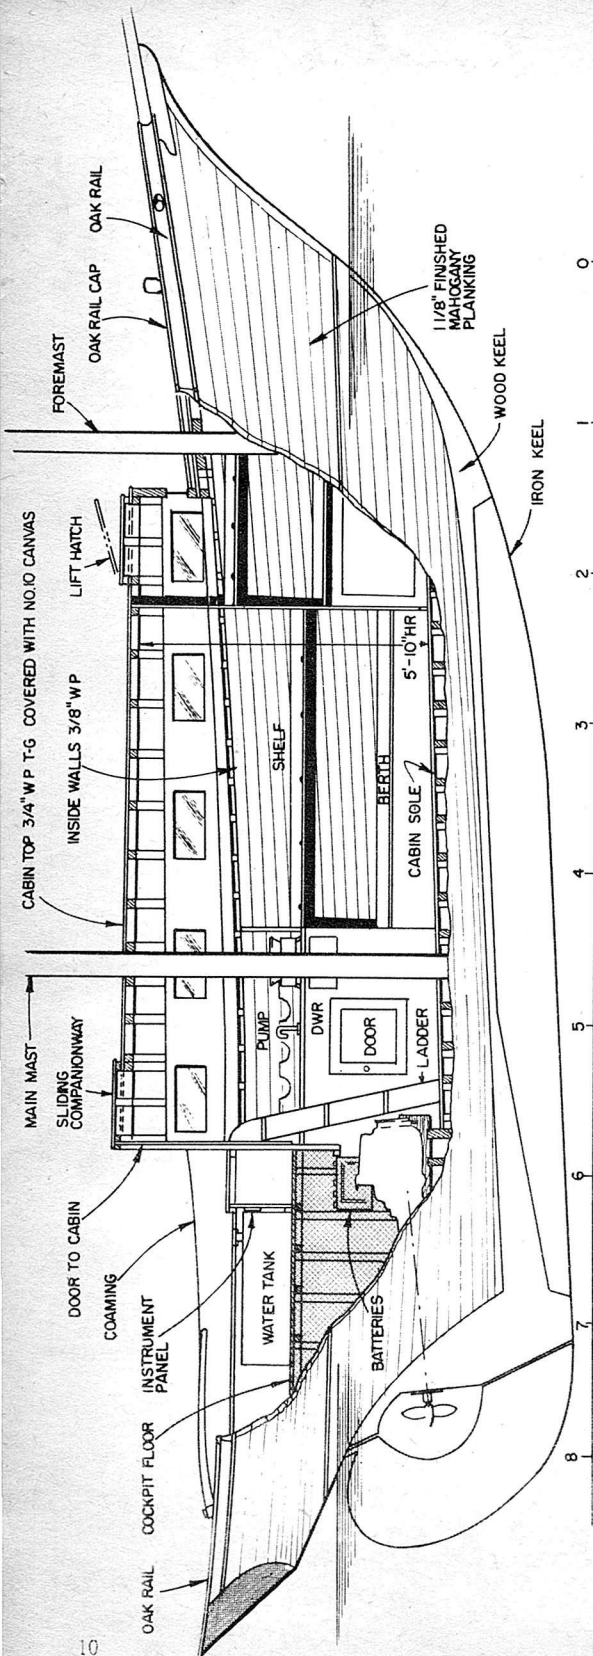 MAIN MAST
CABIN TOP 3/4" W P T-G COVERED WITH NO.10 CANVAS
FOREMAST
SLIDING
COMPANIONWAY
INSIDE WALLS 3/8" W P
LIFT HATCH
OAK RAIL CAP
OAK RAIL
DOOR TO CABIN
COAMING
INSTRUMENT
PANEL
COCKPIT FLOOR
OAK RAIL
WATER TANK
BATTERIES
PUMP
DWR
DOOR
LADDER
SHELF
BERTH
CABIN SOLE
5'-10"HR
1 1/8" FINISHED
MAHOGANY
PLANKING
WOOD KEEL
IRON KEEL
8 7 6 5 4 3 2 1 0
10